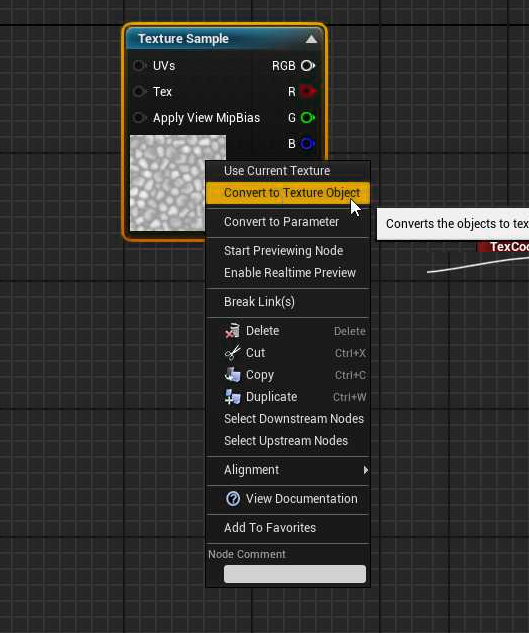 Texture Sample
UVs RGB
Tex R
Apply View MipBias G
B
Use Current Texture
Convert to Texture Object
Convert to Parameter
Converts the objects to tex
TexCoo
Start Previewing Node
Enable Realtime Preview
Break Link(s)
Delete Delete
Cut Ctrl+X
Copy Ctrl+C
Duplicate Ctrl+W
Select Downstream Nodes
Select Upstream Nodes
Alignment
View Documentation
Add To Favorites
Node Comment